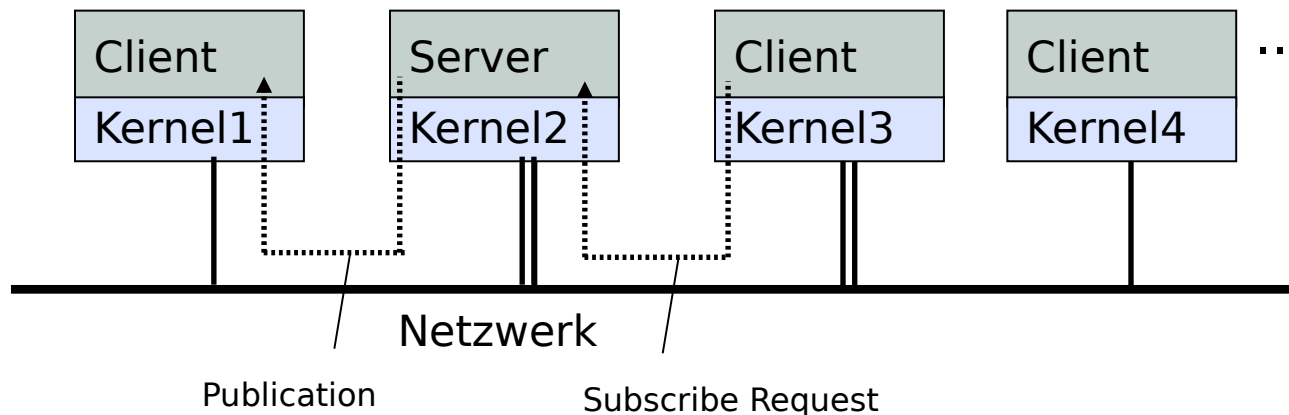 Client
Kernel1
Server
Kernel2
Client
Kernel3
Client
Kernel4
..
Netzwerk
Publication
Subscribe Request